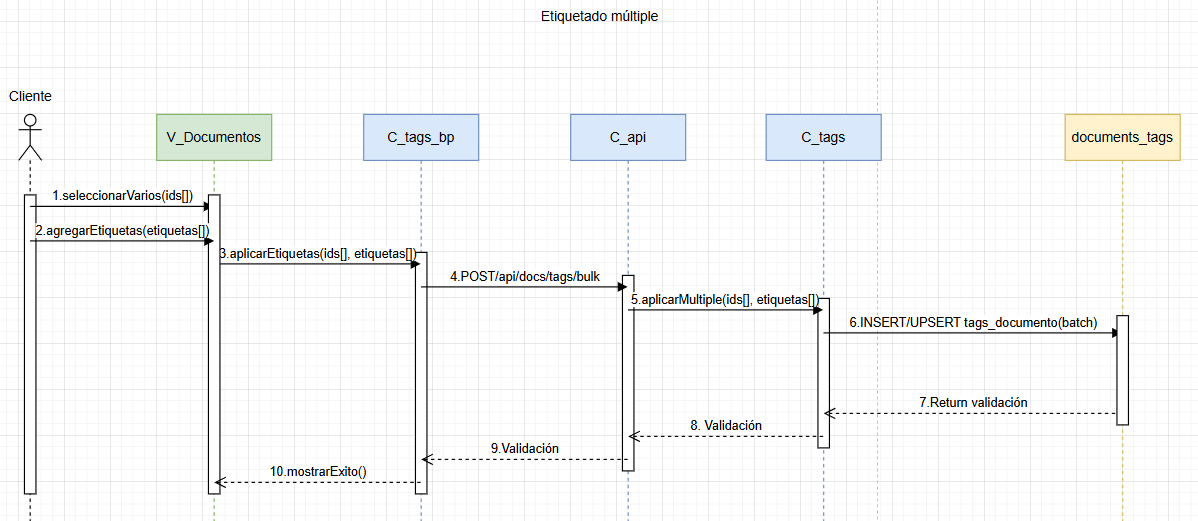 Etiquetado múltiple
Cliente
V_Documentos
C_tags_bp
C_api
C_tags
documents_tags
1.seleccionarVarios(ids[])
2.agregarEtiquetas(etiquetas[])
3.aplicarEtiquetas(ids[], etiquetas[])
4.POST/api/docs/tags/bulk
5.aplicarMultiple(ids[], etiquetas[])
6.INSERT/UPSERT tags_documento(batch)
7.Return validación
8. Validación
9.Validación
10.mostrarExito()